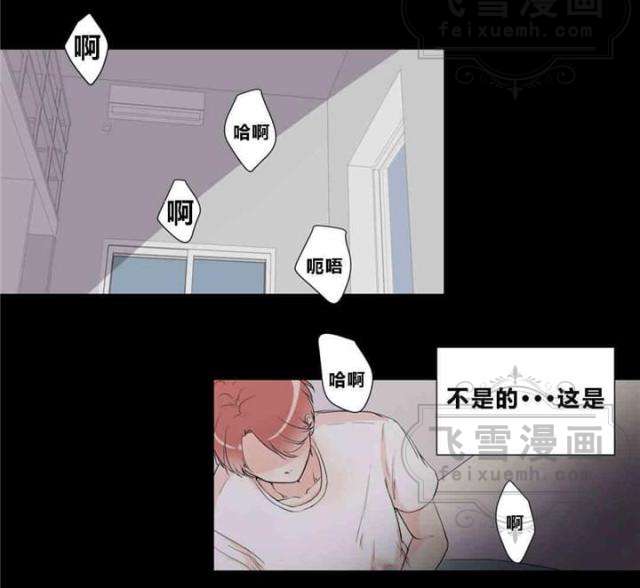 飞雪漫画
feixuemh.com
啊
哈啊
啊
呃唔
哈啊
不是的···这是
飞雪漫画
feixuemh.com
啊